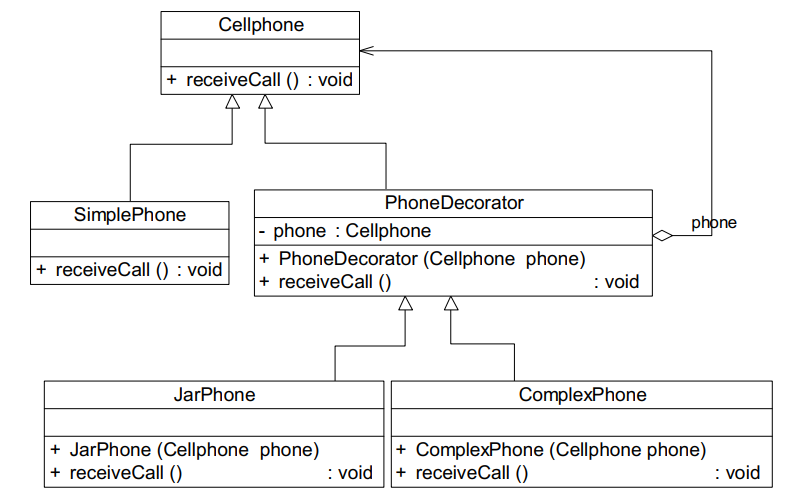 Cellphone
+ receiveCall () : void
SimplePhone
+ receiveCall () : void
PhoneDecorator
- phone : Cellphone
+ PhoneDecorator (Cellphone phone)
+ receiveCall () : void
phone
JarPhone
+ JarPhone (Cellphone phone)
+ receiveCall () : void
ComplexPhone
+ ComplexPhone (Cellphone phone)
+ receiveCall () : void